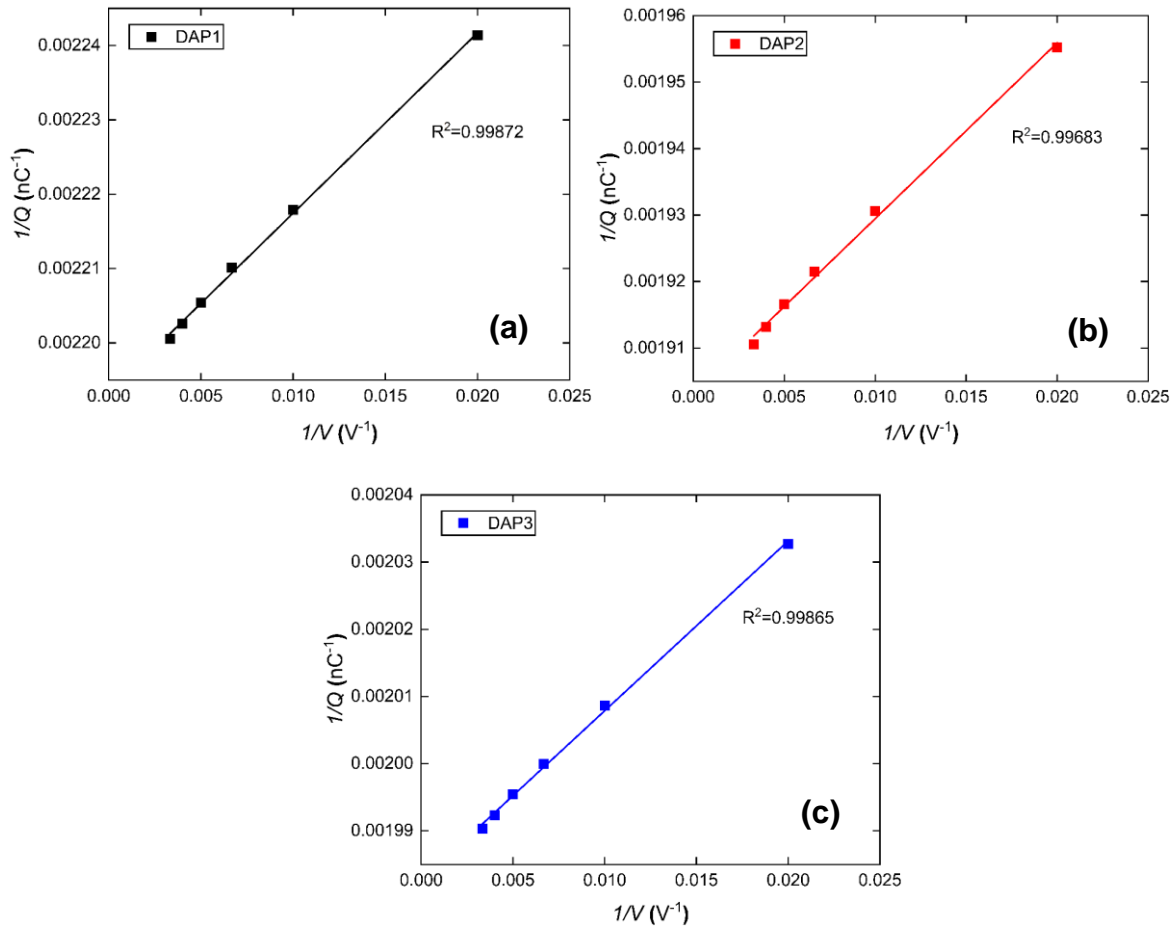 DAP1
R²=0.99872
0.00224
0.00223
0.00222
0.00221
0.00220
1/Q (nC⁻¹)
(a)
0.000 0.005 0.010 0.015 0.020 0.025
1/V (V⁻¹)
DAP2
R²=0.99683
0.00196
0.00195
0.00194
0.00193
0.00192
0.00191
1/Q (nC⁻¹)
(b)
0.000 0.005 0.010 0.015 0.020 0.025
1/V (V⁻¹)
DAP3
R²=0.99865
0.00204
0.00203
0.00202
0.00201
0.00200
0.00199
1/Q (nC⁻¹)
(c)
0.000 0.005 0.010 0.015 0.020 0.025
1/V (V⁻¹)